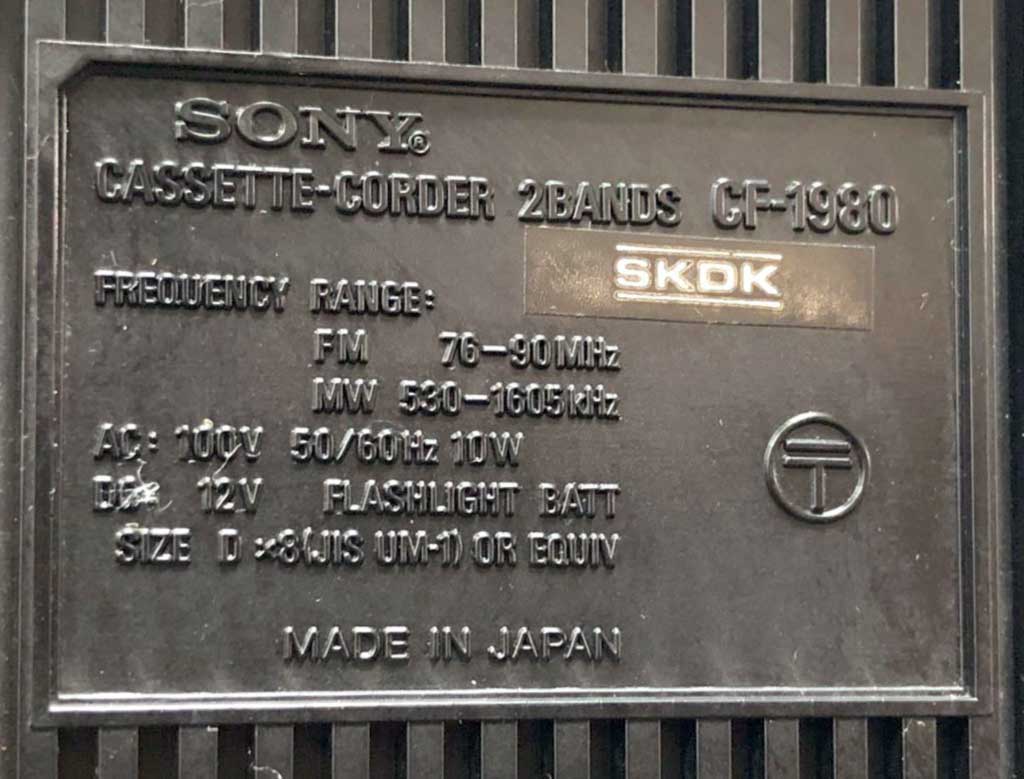 SONY®
CASSETTE-CORDER 2BANDS CF-1980
SKDK
FREQUENCY RANGE:
FM 76-90MHz
MW 530-1605kHz
AC: 100V 50/60Hz 10W
DC: 12V FLASHLIGHT BATT
SIZE D ×8(JIS UM-1) OR EQUIV
MADE IN JAPAN